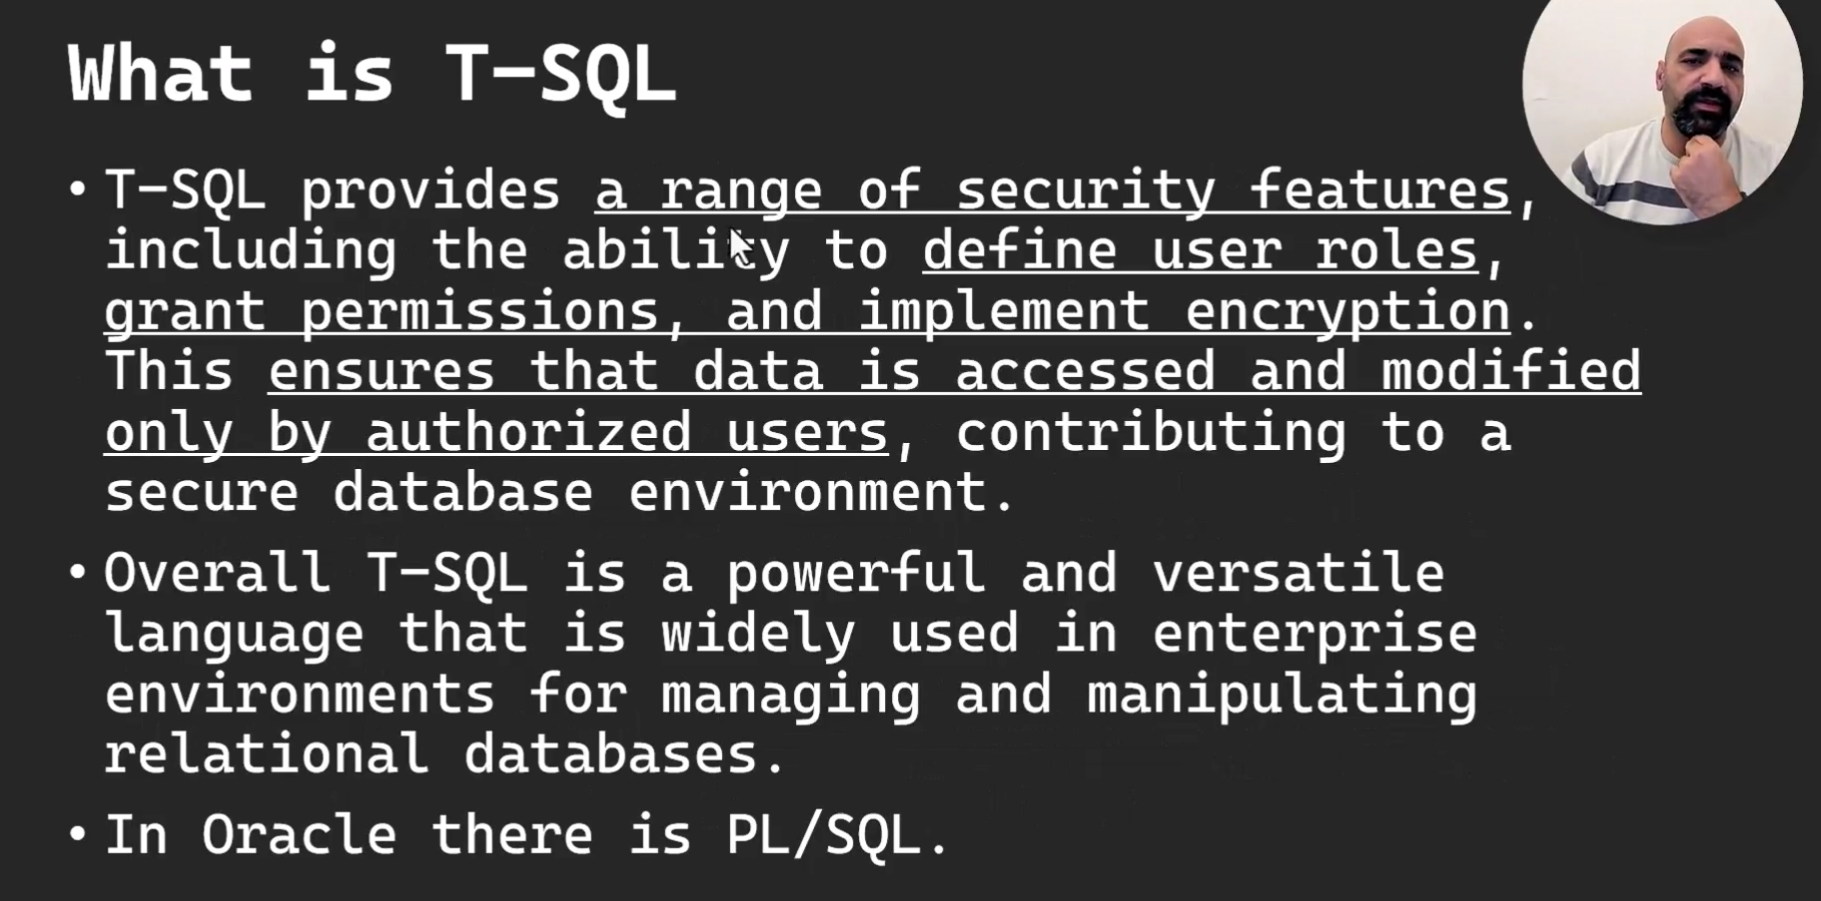 What is T-SQL
• T-SQL provides a range of security features,
including the ability to define user roles,
grant permissions, and implement encryption.
This ensures that data is accessed and modified
only by authorized users, contributing to a
secure database environment.
• Overall T-SQL is a powerful and versatile
language that is widely used in enterprise
environments for managing and manipulating
relational databases.
• In Oracle there is PL/SQL.